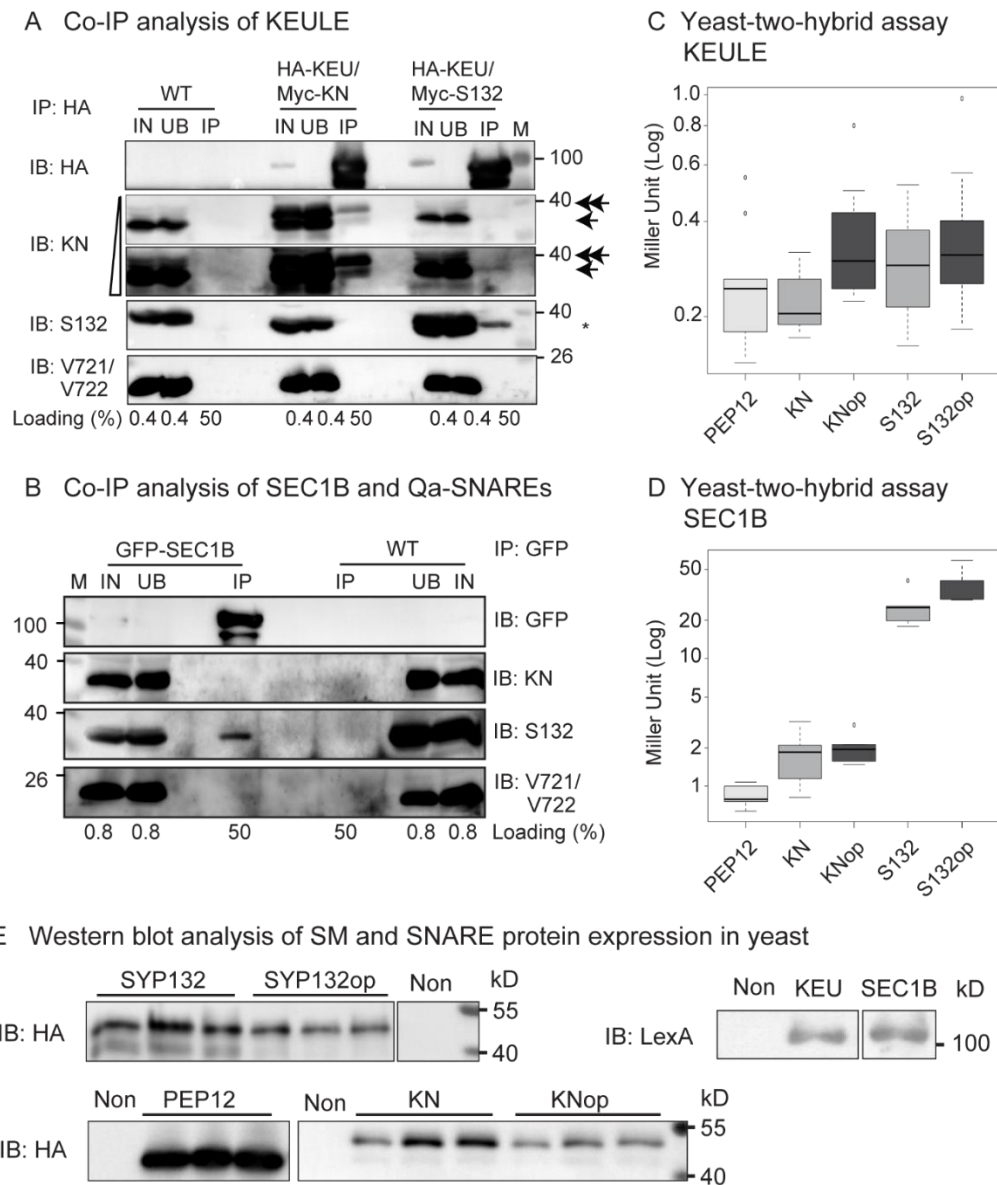 A Co-IP analysis of KEULE
IP: HA
WT
HA-KEU/
Myc-KN
HA-KEU/
Myc-S132
IN UB IP
IN UB IP
IN UB IP M
IB: HA
100
IB: KN
40
40
IB: S132
40
*
IB: V721/
V722
26
Loading (%) 0.4 0.4 50 0.4 0.4 50 0.4 0.4 50
B Co-IP analysis of SEC1B and Qa-SNAREs
GFP-SEC1B
WT
IP: GFP
M IN UB IP IP UB IN
100
IB: GFP
40
IB: KN
40
IB: S132
26
IB: V721/
V722
0.8 0.8 50 50 0.8 0.8 Loading (%)
C Yeast-two-hybrid assay
KEULE
Miller Unit (Log)
1.0
0.8
0.6
0.4
0.2
PEP12
KN
KNop
S132
S132op
D Yeast-two-hybrid assay
SEC1B
Miller Unit (Log)
50
20
10
5
2
1
PEP12
KN
KNop
S132
S132op
E Western blot analysis of SM and SNARE protein expression in yeast
SYP132 SYP132op Non kD
IB: HA
55
40
Non KEU SEC1B kD
IB: LexA
100
Non PEP12 Non KN KNop kD
IB: HA
55
40